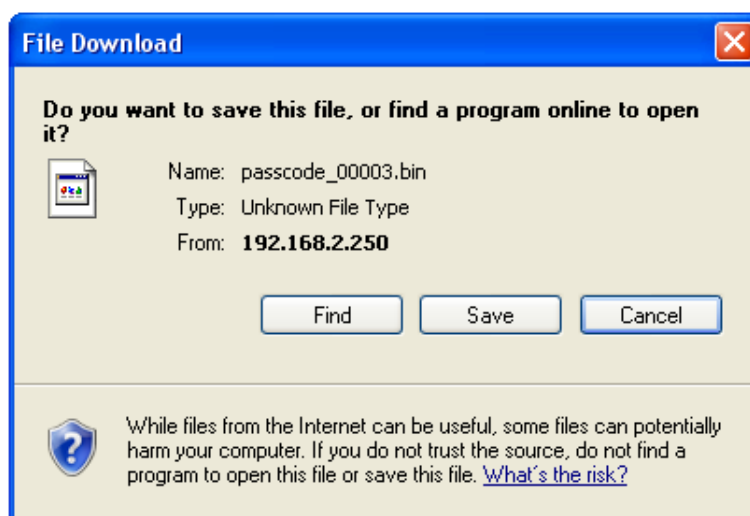 File Download
Do you want to save this file, or find a program online to open
it?
Name: passcode_00003.bin
Type: Unknown File Type
From: 192.168.2.250
Find Save Cancel
While files from the Internet can be useful, some files can potentially
harm your computer. If you do not trust the source, do not find a
program to open this file or save this file. What's the risk?